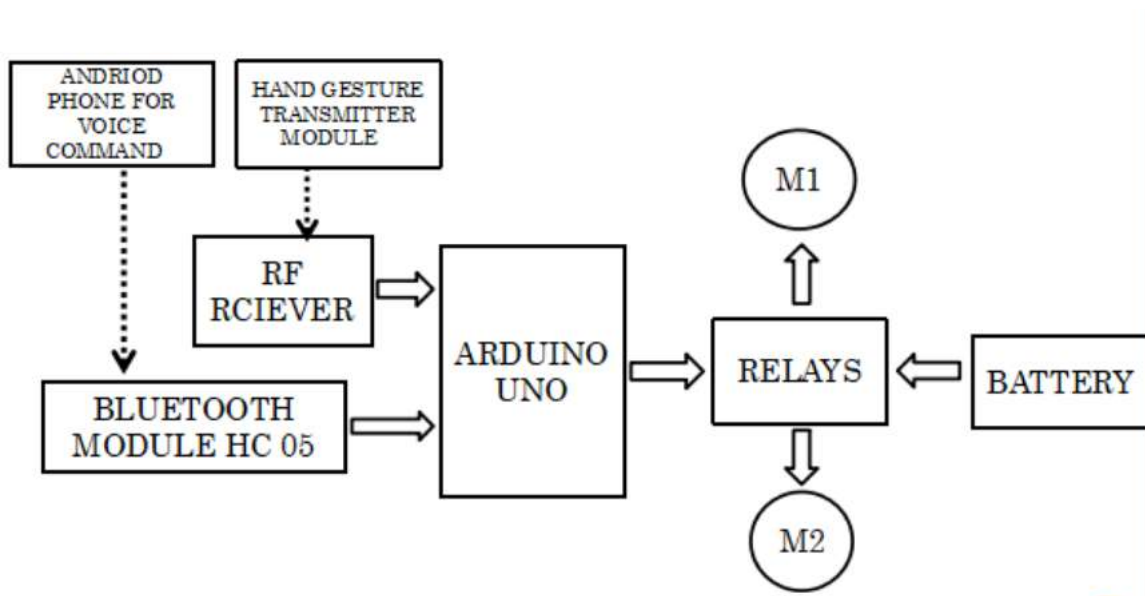 ANDRIOD
PHONE FOR
VOICE
COMMAND
HAND GESTURE
TRANSMITTER
MODULE
M1
RF
RCIEVER
ARDUINO
UNO
RELAYS
BATTERY
BLUETOOTH
MODULE HC 05
M2